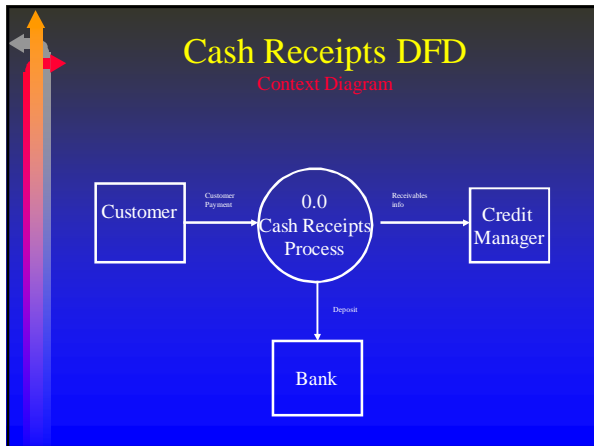 Cash Receipts DFD
Context Diagram
Customer
Customer
Payment
0.0
Cash Receipts
Process
Receivables
info
Credit
Manager
Deposit
Bank